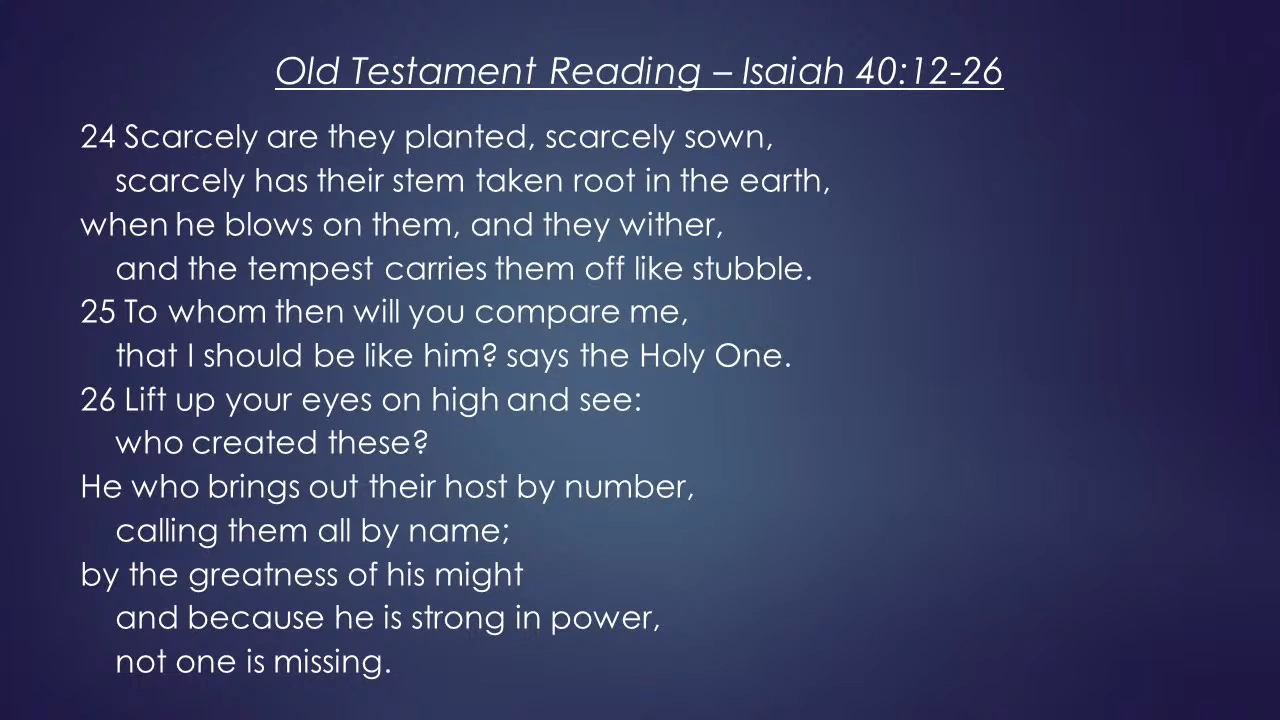 Old Testament Reading – Isaiah 40:12-26
24 Scarcely are they planted, scarcely sown,
scarcely has their stem taken root in the earth,
when he blows on them, and they wither,
and the tempest carries them off like stubble.
25 To whom then will you compare me,
that I should be like him? says the Holy One.
26 Lift up your eyes on high and see:
who created these?
He who brings out their host by number,
calling them all by name;
by the greatness of his might
and because he is strong in power,
not one is missing.